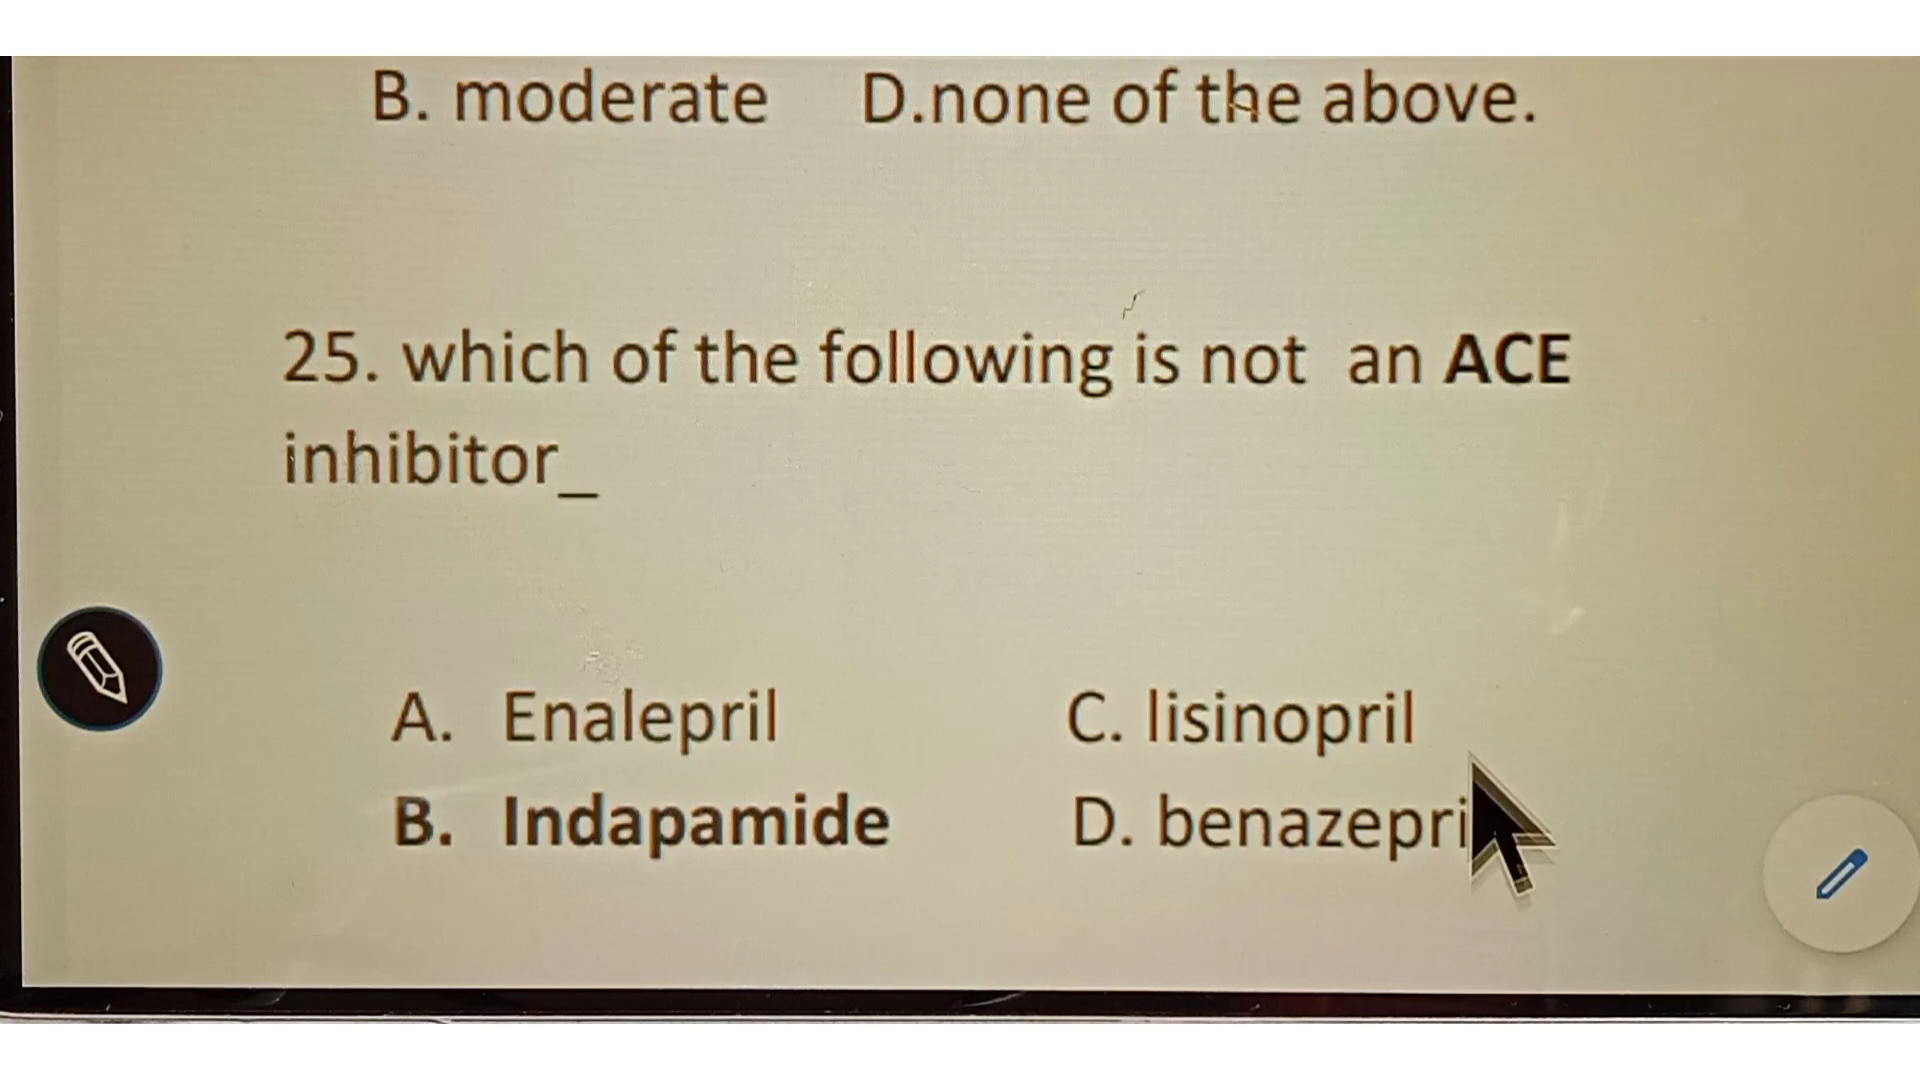 B. moderate D.none of the above.
25. which of the following is not an ACE
inhibitor_
A. Enalepril C. lisinopril
B. Indapamide D. benazepri